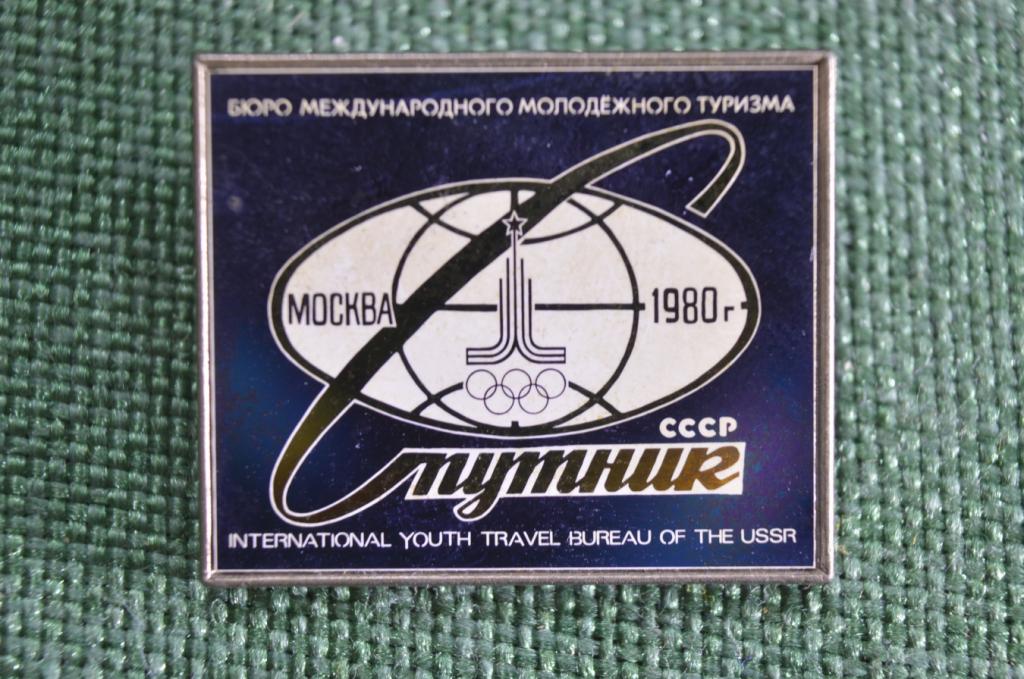 БЮРО МЕЖДУНАРОДНОГО МОЛОДЁЖНОГО ТУРИЗМА
МОСКВА 1980 г
СССР
Спутник
INTERNATIONAL YOUTH TRAVEL BUREAU OF THE USSR